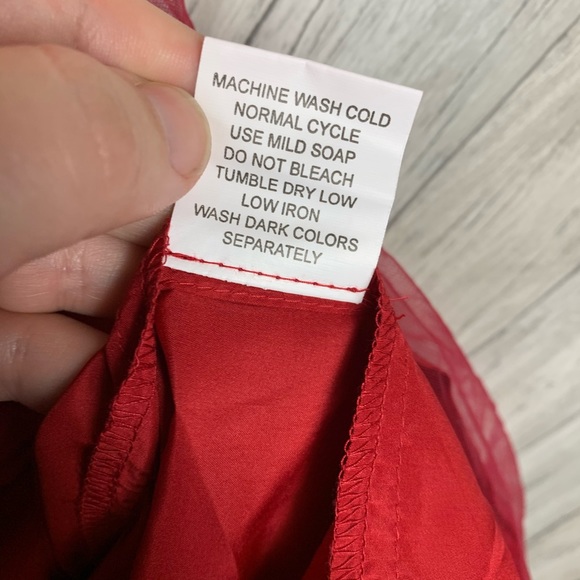 MACHINE WASH COLD
NORMAL CYCLE
USE MILD SOAP
DO NOT BLEACH
TUMBLE DRY LOW
LOW IRON
WASH DARK COLORS
SEPARATELY